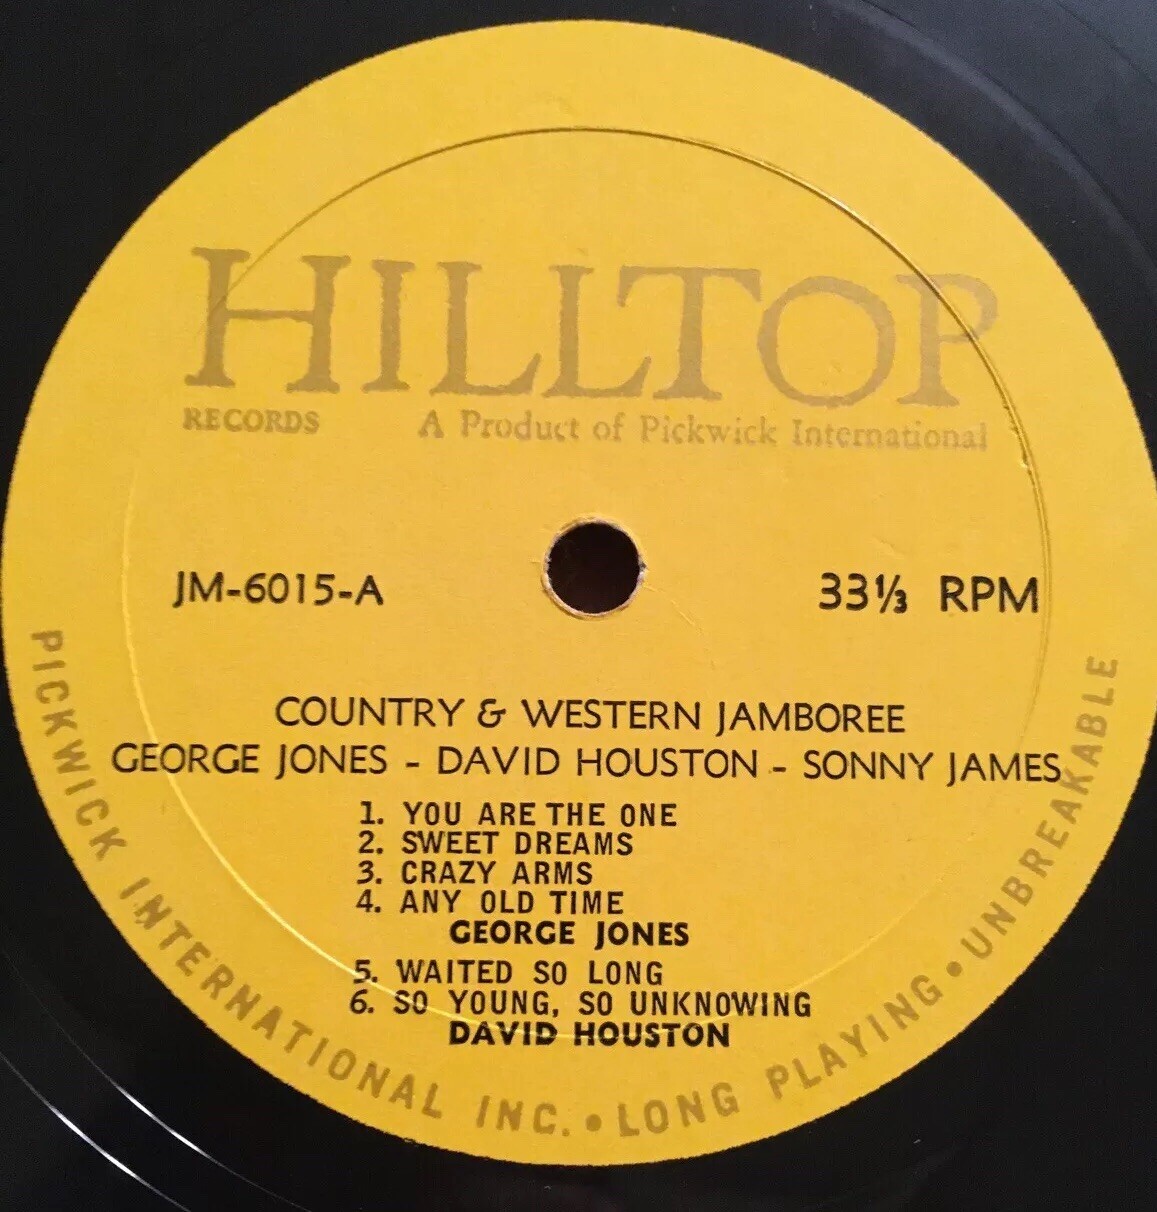 HILLTOP
RECORDS A Product of Pickwick International
JM-6015-A 33⅓ RPM
COUNTRY & WESTERN JAMBOREE
GEORGE JONES - DAVID HOUSTON - SONNY JAMES
1. YOU ARE THE ONE
2. SWEET DREAMS
3. CRAZY ARMS
4. ANY OLD TIME
GEORGE JONES
5. WAITED SO LONG
6. SO YOUNG, SO UNKNOWING
DAVID HOUSTON
PICKWICK INTERNATIONAL INC. • LONG PLAYING • UNBREAKABLE